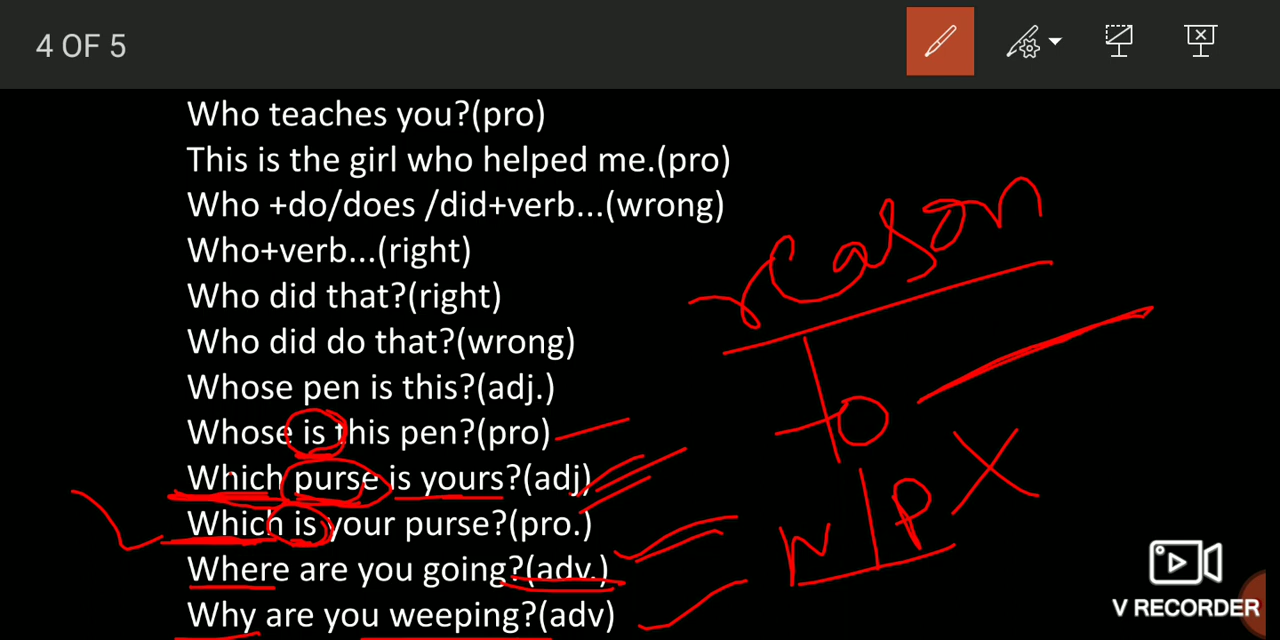 4 OF 5
Who teaches you?(pro)
This is the girl who helped me.(pro)
Who +do/does /did+verb...(wrong)
Who+verb...(right)
Who did that?(right)
Who did do that?(wrong)
Whose pen is this?(adj.)
Whose is this pen?(pro)
Which purse is yours?(adj)
Which is your purse?(pro.)
Where are you going?(adv.)
Why are you weeping?(adv)
reason
to
N/P X
V RECORDER